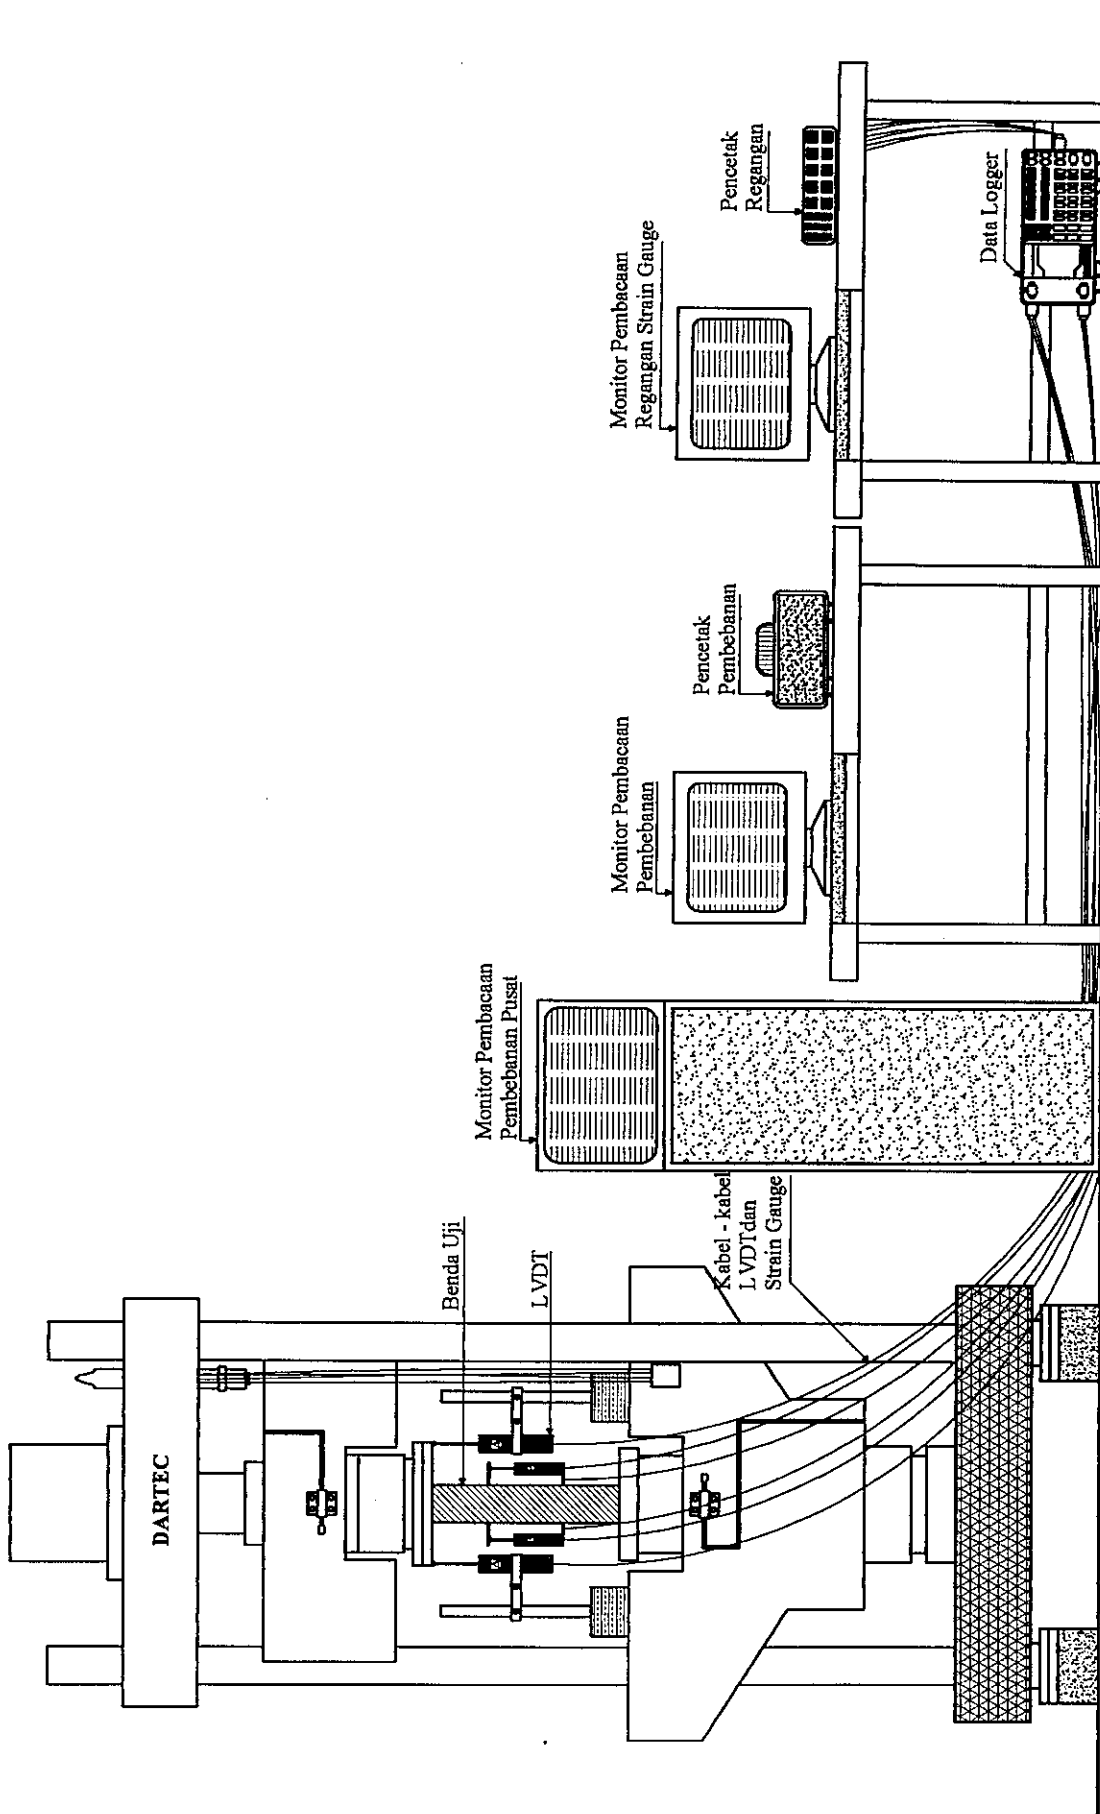 DARTEC
Benda Uji
LVDT
Kabel - kabel
LVDTdan
Strain Gauge
Monitor Pembacaan
Pembebanan Pusat
Monitor Pembacaan
Pembebanan
Pencetak
Pembebanan
Monitor Pembacaan
Regangan Strain Gauge
Pencetak
Regangan
Data Logger